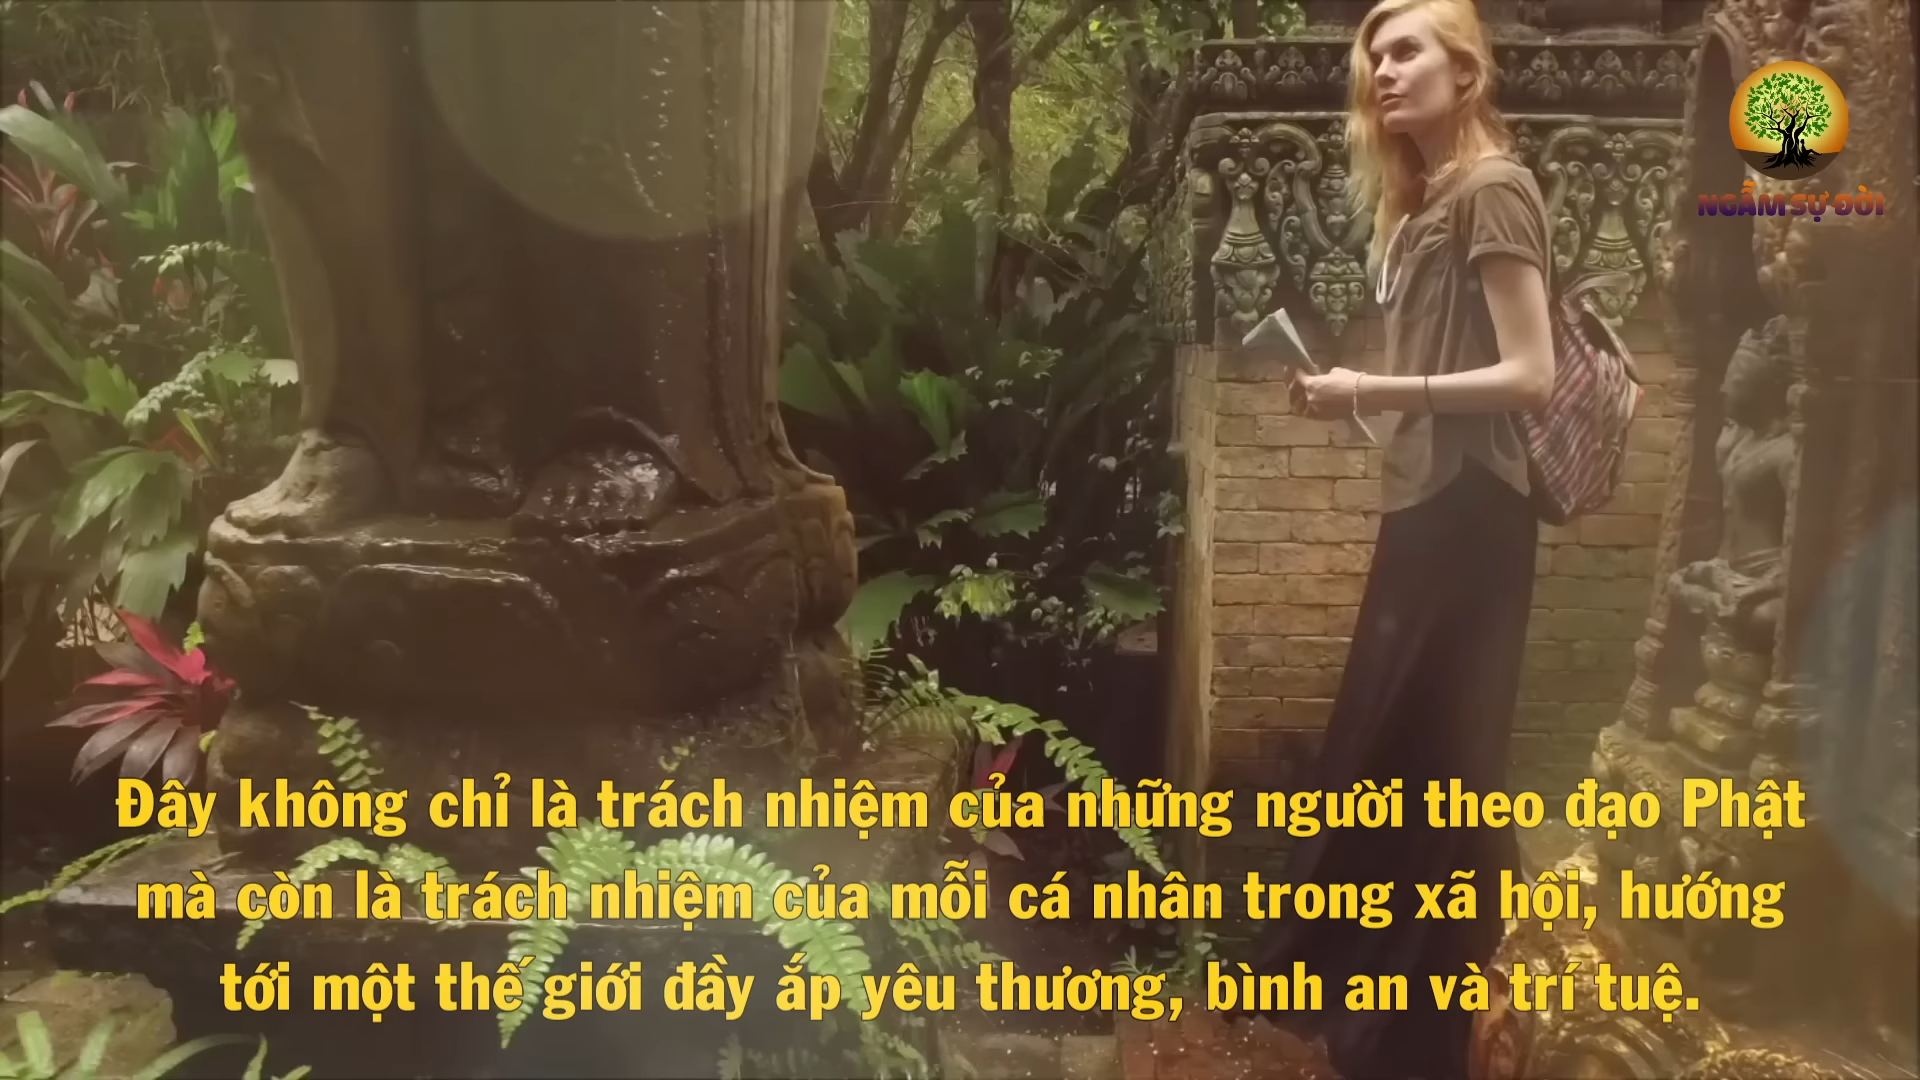 NGẪM SỰ ĐỜI
Đây không chỉ là trách nhiệm của những người theo đạo Phật
mà còn là trách nhiệm của mỗi cá nhân trong xã hội, hướng
tới một thế giới đầy ắp yêu thương, bình an và trí tuệ.